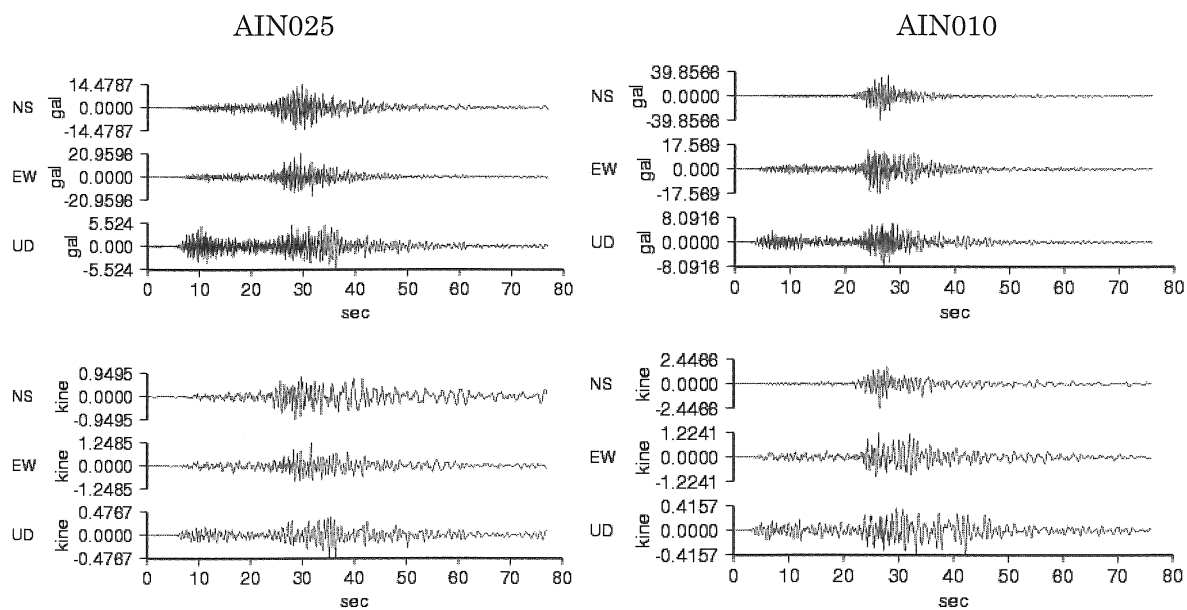 AIN025
14.4787
NS
gal
0.0000
-14.4787
20.9596
EW
gal
0.0000
-20.9596
5.524
UD
gal
0.000
-5.524
0 10 20 30 40 50 60 70 80
sec
0.9495
NS
kine
0.0000
-0.9495
1.2485
EW
kine
0.0000
-1.2485
0.4767
UD
kine
0.0000
-0.4767
0 10 20 30 40 50 60 70 80
sec
AIN010
39.8566
NS
gal
0.0000
-39.8566
17.569
EW
gal
0.000
-17.569
8.0916
UD
gal
0.0000
-8.0916
0 10 20 30 40 50 60 70 80
sec
2.4466
NS
kine
0.0000
-2.4466
1.2241
EW
kine
0.0000
-1.2241
0.4157
UD
kine
0.0000
-0.4157
0 10 20 30 40 50 60 70 80
sec